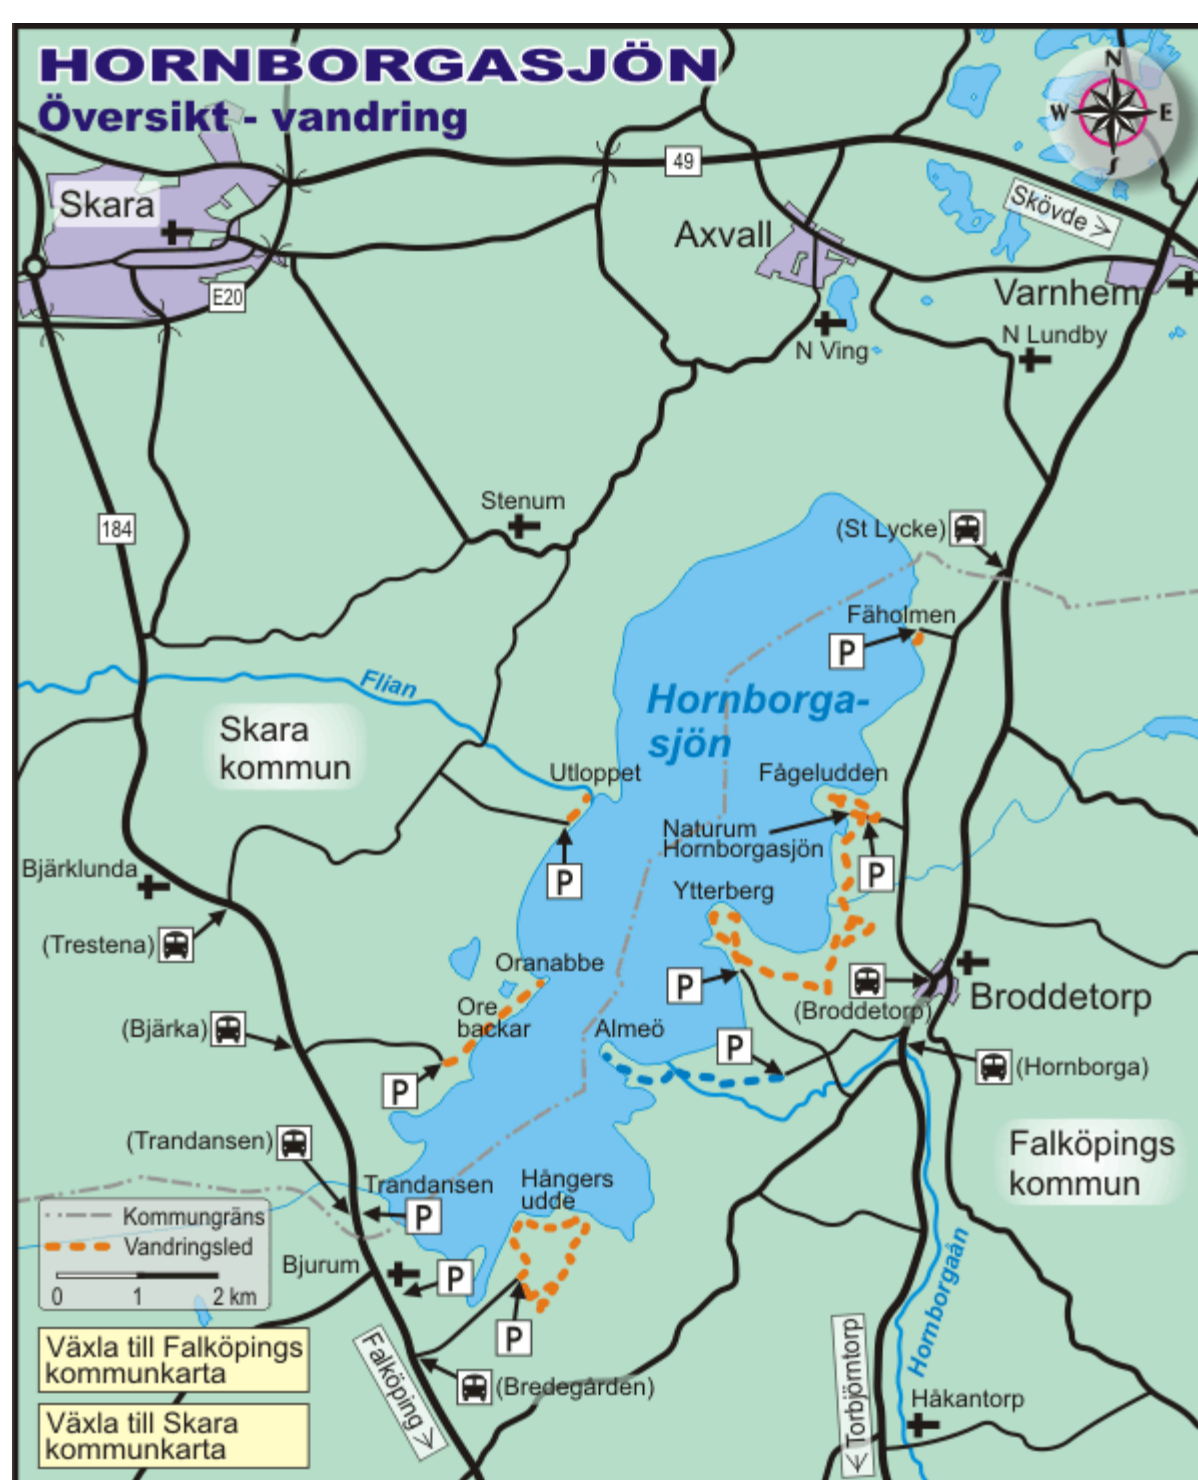 HORNBORGASJÖN
Översikt - vandring
N
W
E
S
49
Skara
Skövde >
Axvall
E20
Varnhem
N Lundby
N Ving
Stenum
184
(St Lycke)
Fäholmen
P
Flian
Hornborga-
sjön
Skara
kommun
Utloppet
Fågeludden
Naturum
Hornborgasjön
P
P
Bjärklunda
Ytterberg
(Trestena)
Oranabbe
P
Ore
backar
(Broddetorp)
Broddetorp
(Bjärka)
Almeö
P
(Hornborga)
P
(Trandansen)
Falköpings
kommun
Trandansen
Hångers
udde
P
Kommungräns
Vandringsled
0 1 2 km
Bjurum
P
P
Hornborgaån
Växla till Falköpings
kommunkarta
Falköping >
(Bredegården)
< Torbjörntorp
Håkantorp
Växla till Skara
kommunkarta